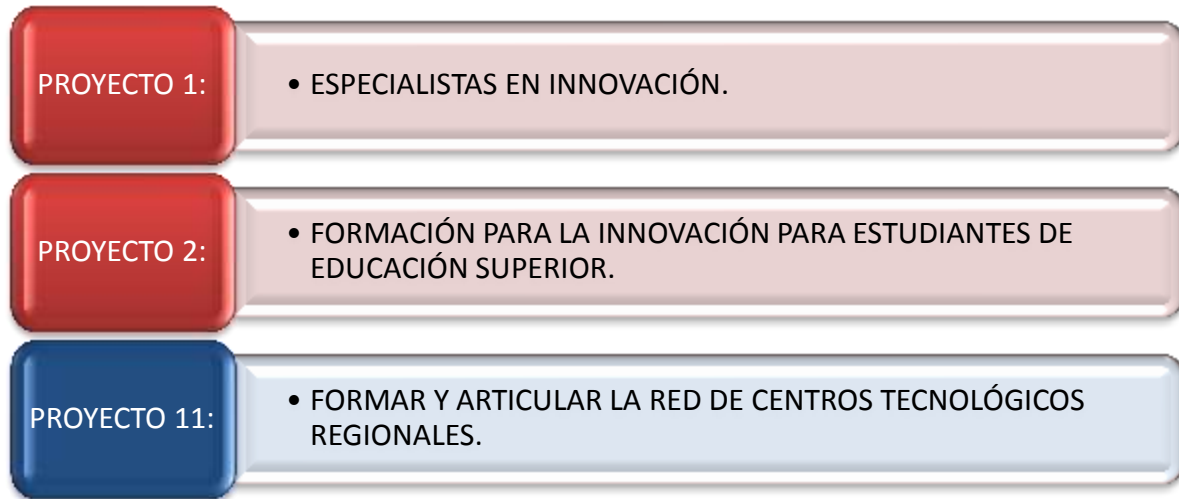 PROYECTO 1:
• ESPECIALISTAS EN INNOVACIÓN.
PROYECTO 2:
• FORMACIÓN PARA LA INNOVACIÓN PARA ESTUDIANTES DE
EDUCACIÓN SUPERIOR.
PROYECTO 11:
• FORMAR Y ARTICULAR LA RED DE CENTROS TECNOLÓGICOS
REGIONALES.